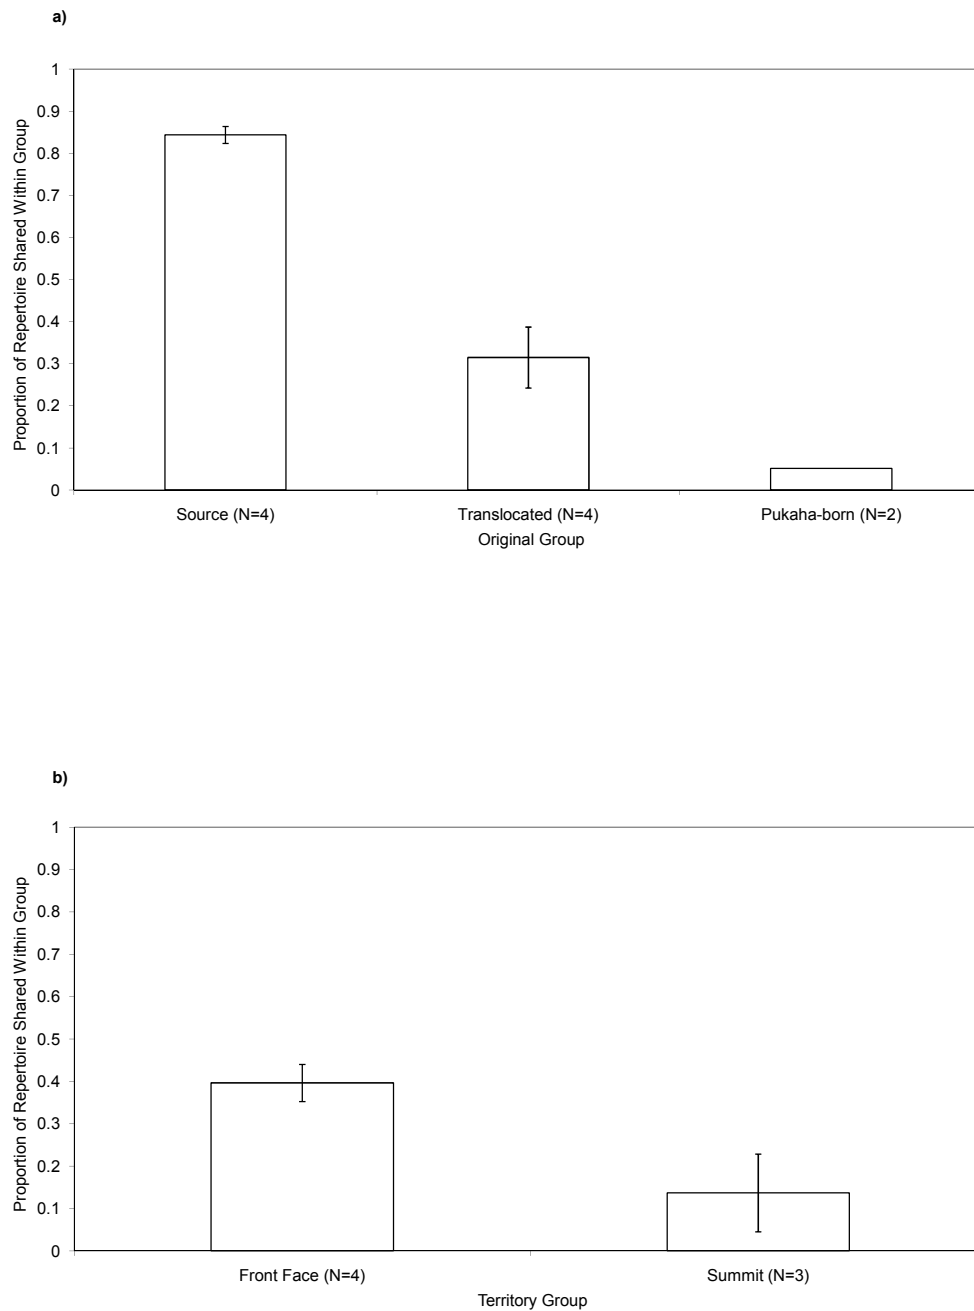 a)
Proportion of Repertoire Shared Within Group
1
0.9
0.8
0.7
0.6
0.5
0.4
0.3
0.2
0.1
0
Source (N=4) Translocated (N=4) Pukaha-born (N=2)
Original Group
b)
Proportion of Repertoire Shared Within Group
1
0.9
0.8
0.7
0.6
0.5
0.4
0.3
0.2
0.1
0
Front Face (N=4) Summit (N=3)
Territory Group